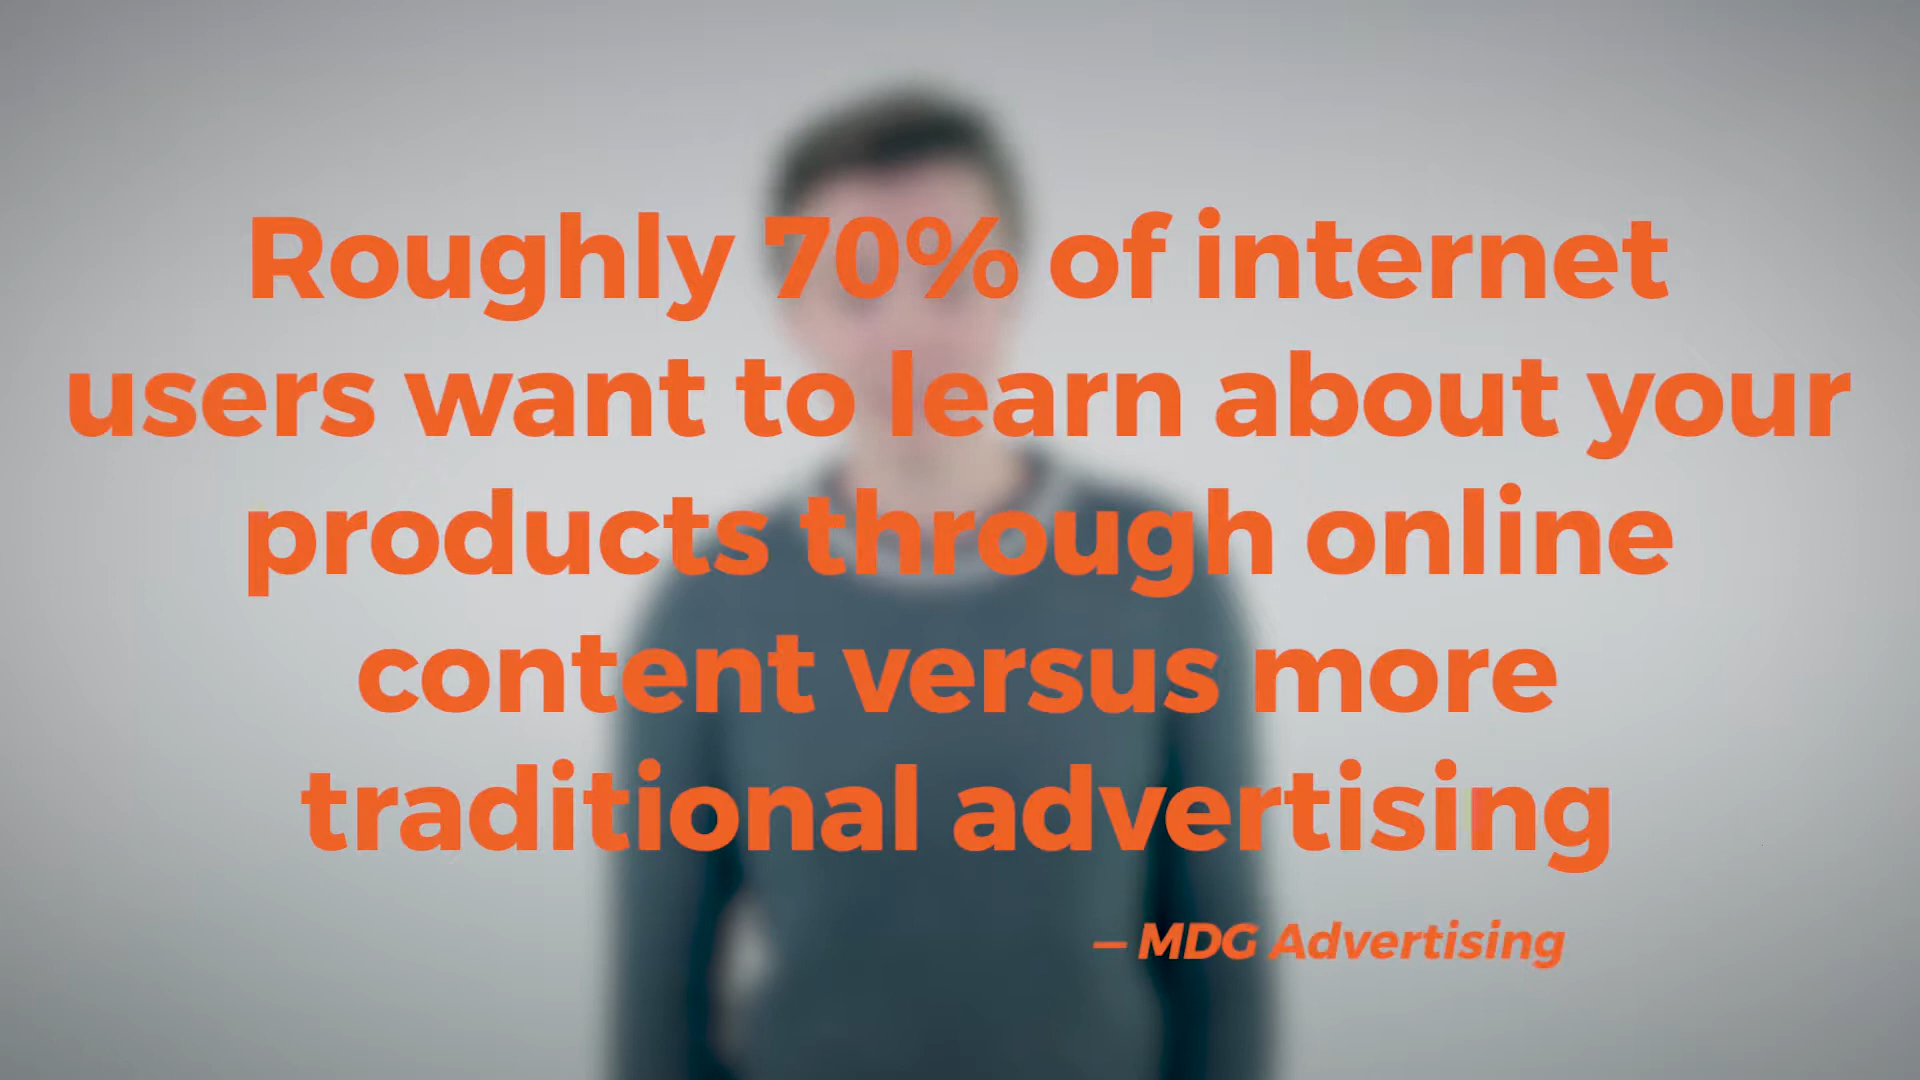 Roughly 70% of internet
users want to learn about your
products through online
content versus more
traditional advertising
– MDG Advertising